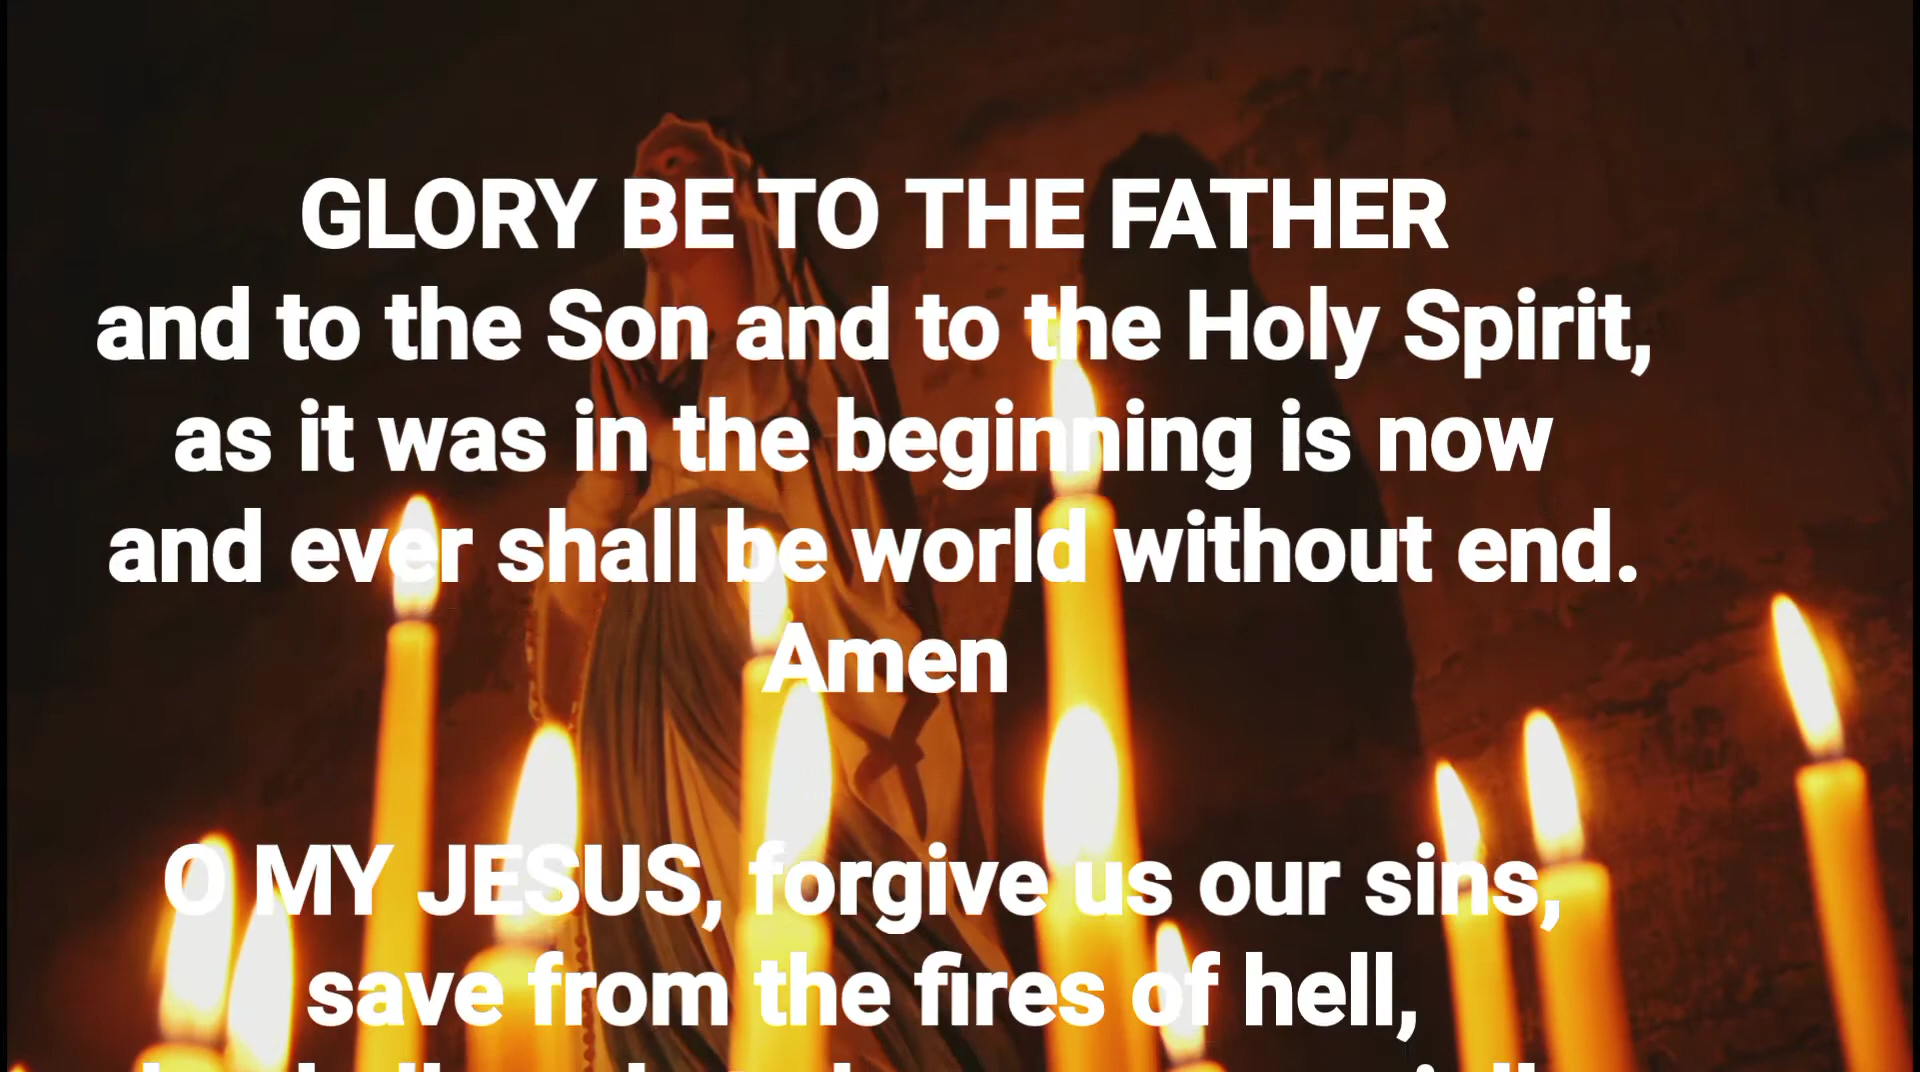 GLORY BE TO THE FATHER
and to the Son and to the Holy Spirit,
as it was in the beginning is now
and ever shall be world without end.
Amen
O MY JESUS, forgive us our sins,
save from the fires of hell,